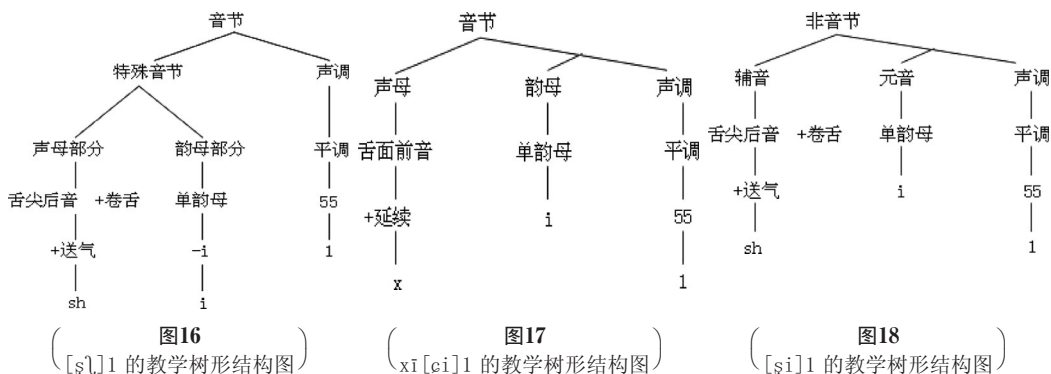 音节
特殊音节 声调
声母部分 韵母部分 平调
舌尖后音 +卷舌 单韵母 55
+送气 -i 1
sh i
图16
([ʂʅ]1 的教学树形结构图)
音节
声母 韵母 声调
舌面前音 单韵母 平调
+延续 i 55
x 1
图17
(xī[ɕi]1 的教学树形结构图)
非音节
辅音 元音 声调
舌尖后音 +卷舌 单韵母 平调
+送气 i 55
sh 1
图18
([ʂi]1 的教学树形结构图)